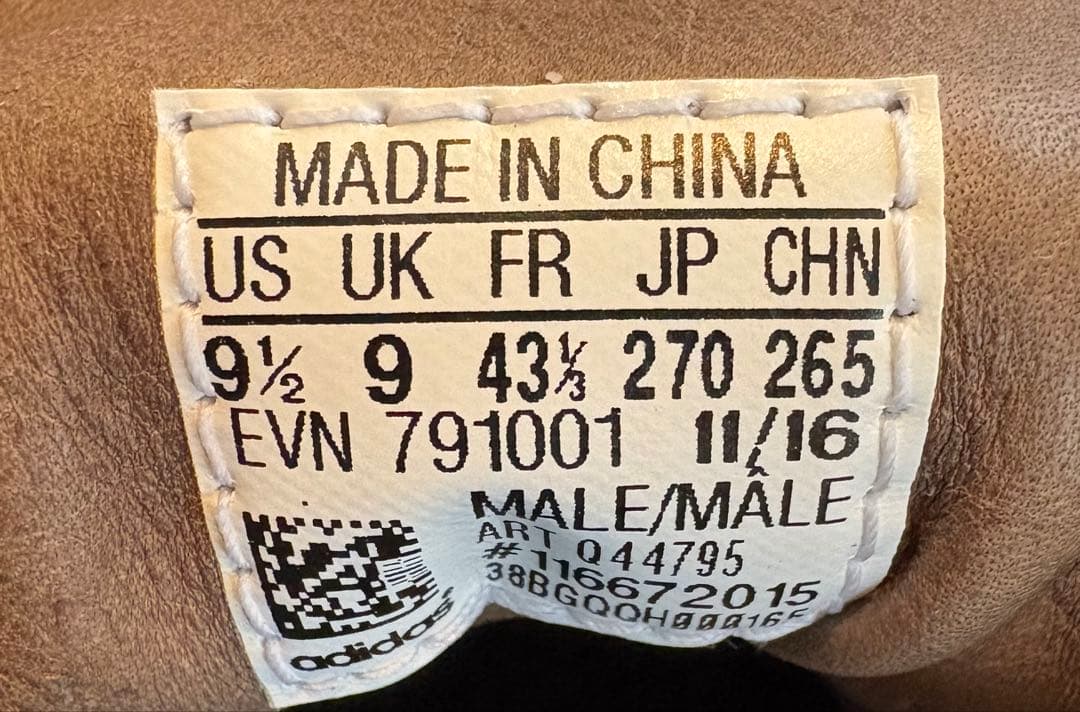 MADE IN CHINA
US UK FR JP CHN
9½ 9 43⅓ 270 265
EVN 791001 11/16
MALE/MÂLE
ART Q44795
#116672015
adidas